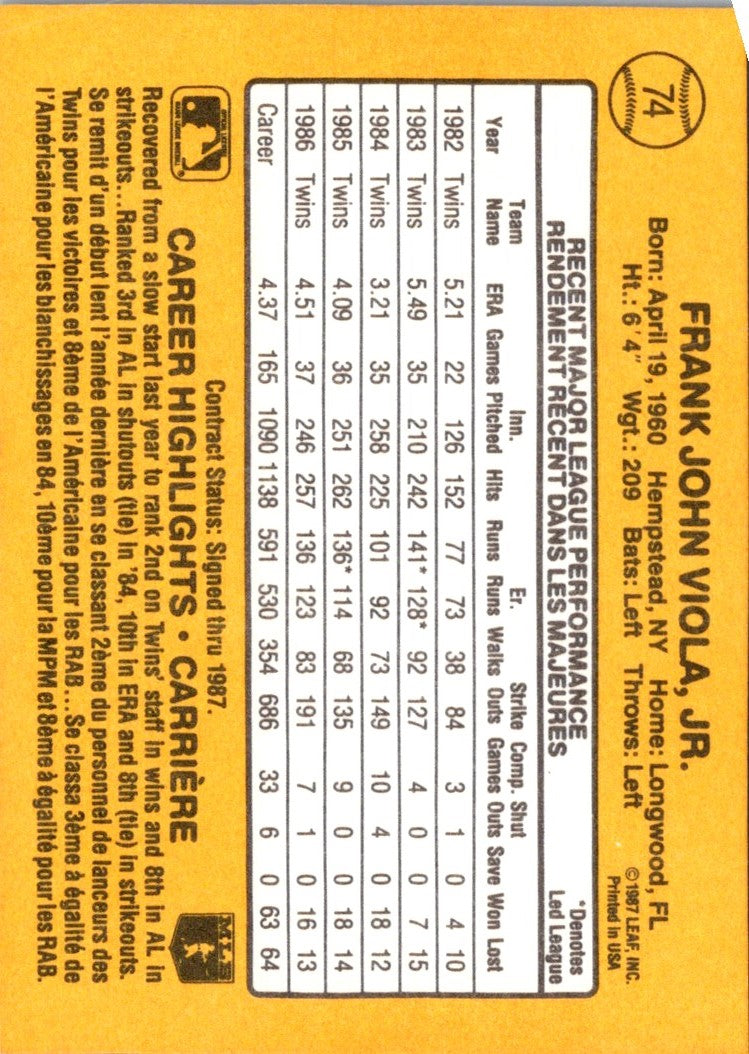 74
FRANK JOHN VIOLA, JR.
Born: April 19, 1960 Hempstead, NY Home: Longwood, FL
Ht.: 6'4" Wgt.: 209 Bats: Left Throws: Left
©1987 LEAF, INC.
Printed in USA
RECENT MAJOR LEAGUE PERFORMANCE
RENDEMENT RECENT DANS LES MAJEURES
*Denotes
Led League
Team Inn. Er. Strike Comp. Shut
Year Name ERA Games Pitched Hits Runs Runs Walks Outs Games Outs Save Won Lost
1982 Twins 5.21 22 126 152 77 73 38 84 3 1 0 4 10
1983 Twins 5.49 35 210 242 141* 128* 92 127 4 0 0 7 15
1984 Twins 3.21 35 258 225 101 92 73 149 10 4 0 18 12
1985 Twins 4.09 36 251 262 136* 114 68 135 9 0 0 18 14
1986 Twins 4.51 37 246 257 136 123 83 191 7 1 0 16 13
Career 4.37 165 1090 1138 591 530 354 686 33 6 0 63 64
Contract Status: Signed thru 1987.
CAREER HIGHLIGHTS • CARRIÈRE
MLB
Recovered from a slow start last year to rank 2nd on Twins' staff in wins and 8th in AL in
strikeouts...Ranked 3rd in AL in shutouts (tie) in '84, 10th in ERA and 8th (tie) in strikeouts.
Se remit d'un début lent l'année dernière en se classant 2ème du personnel de lanceurs des
Twins pour les victoires et 8ème de l'Américaine pour les RAB...Se classa 3ème à égalité de
l'Américaine pour les blanchissages en 84, 10ème pour la MPM et 8ème à égalité pour les RAB.